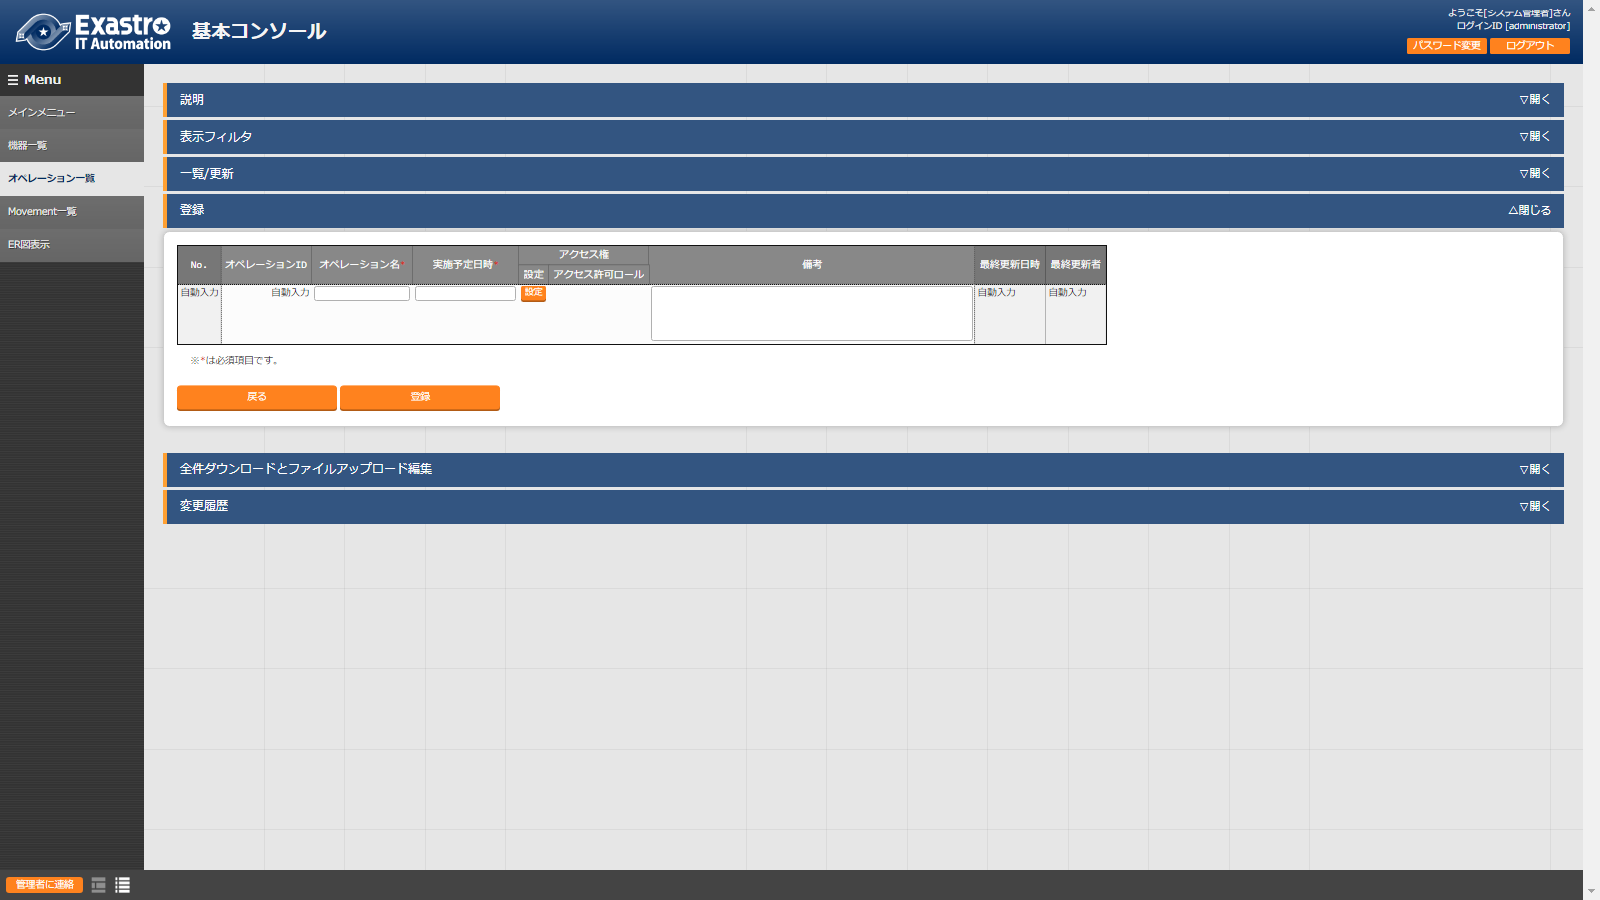 Exastro
IT Automation
基本コンソール
ようこそ[システム管理者]さん
ログインID [administrator]
パスワード変更 ログアウト
Menu
メインメニュー
機器一覧
オペレーション一覧
Movement一覧
ER図表示
説明 ▽開く
表示フィルタ ▽開く
一覧/更新 ▽開く
登録 △閉じる
No. オペレーションID オペレーション名* 実施予定日時* アクセス権 備考 最終更新日時 最終更新者
設定 アクセス許可ロール
自動入力 自動入力 設定 自動入力 自動入力
※*は必須項目です。
戻る 登録
全件ダウンロードとファイルアップロード編集 ▽開く
変更履歴 ▽開く
管理者に連絡